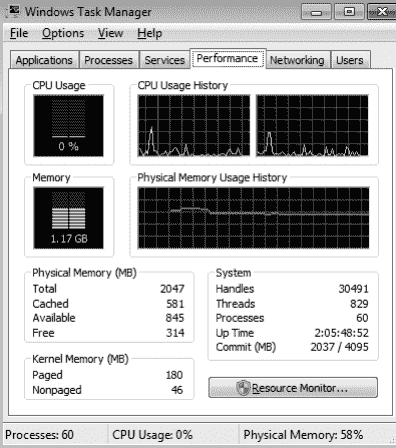 Windows Task Manager
File Options View Help
Applications Processes Services Performance Networking Users
CPU Usage CPU Usage History
0 %
Memory Physical Memory Usage History
1.17 GB
Physical Memory (MB) System
Total 2047 Handles 30491
Cached 581 Threads 829
Available 845 Processes 60
Free 314 Up Time 2:05:48:52
Commit (MB) 2037 / 4095
Kernel Memory (MB)
Paged 180
Nonpaged 46
Resource Monitor...
Processes: 60 CPU Usage: 0% Physical Memory: 58%